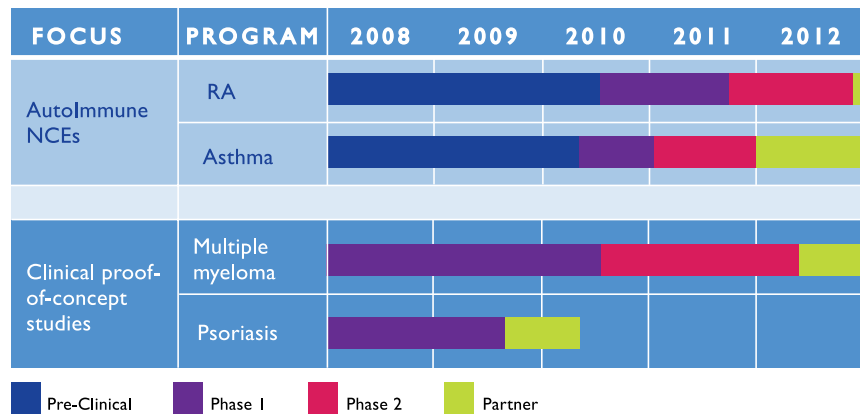 FOCUS PROGRAM 2008 2009 2010 2011 2012
AutoImmune
NCEs
RA
Asthma
Clinical proof-
of-concept
studies
Multiple
myeloma
Psoriasis
Pre-Clinical Phase 1 Phase 2 Partner